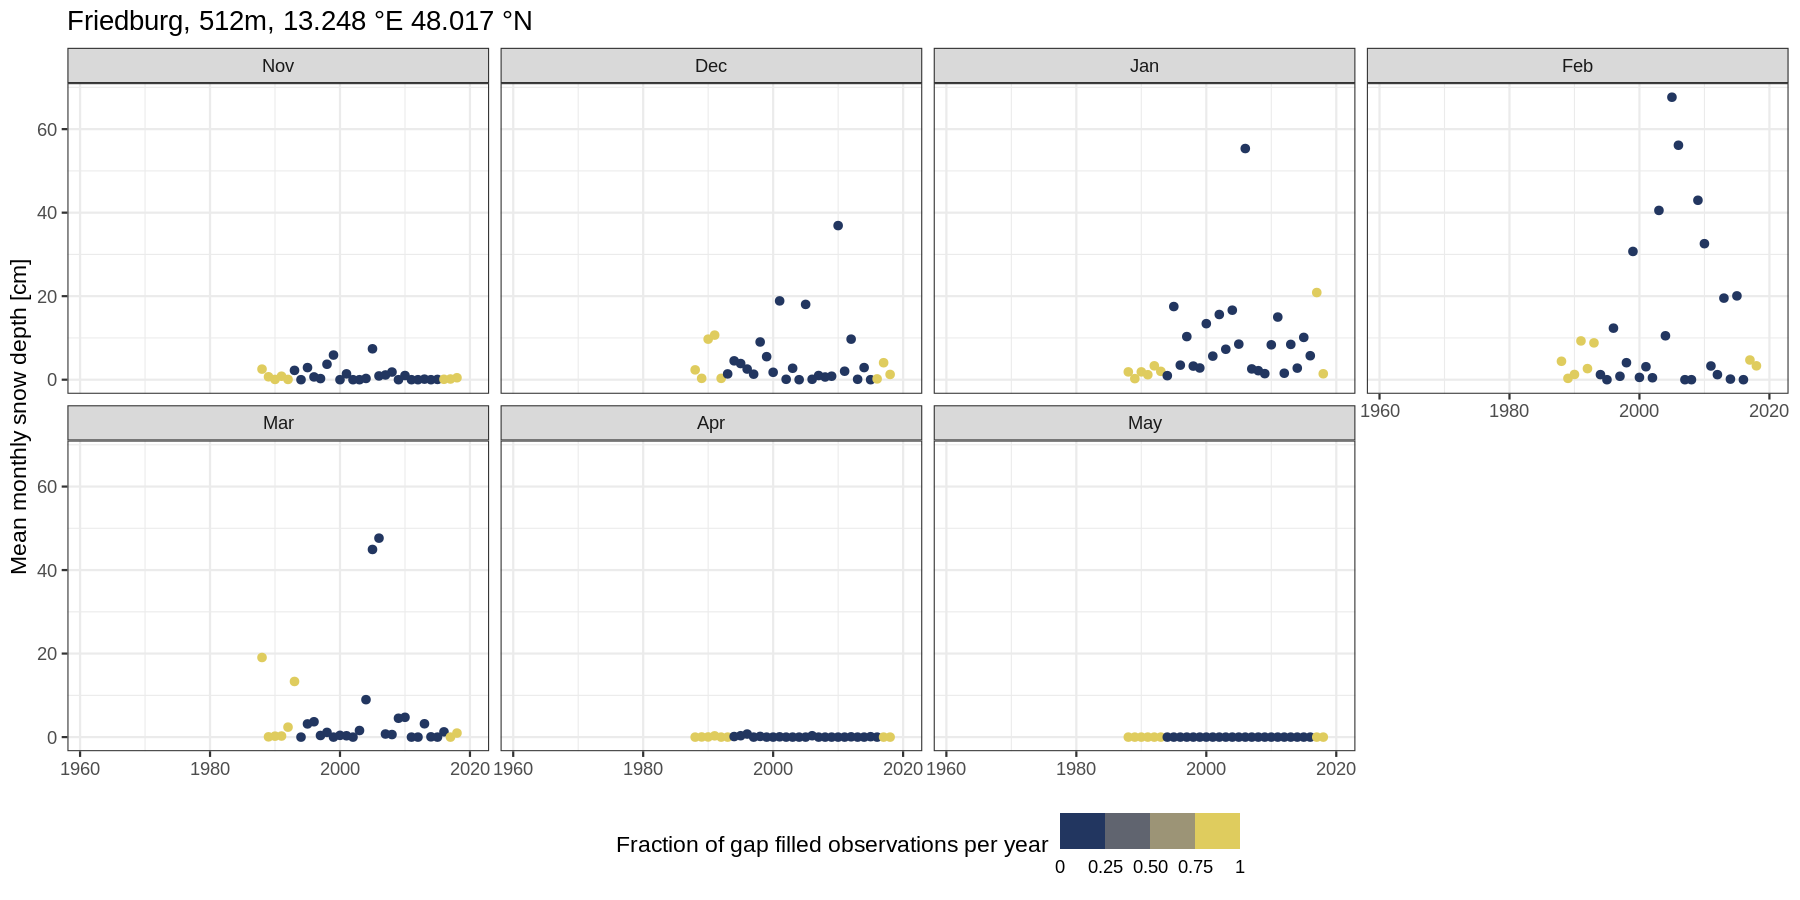 Friedburg, 512m, 13.248 °E 48.017 °N
Nov Dec Jan Feb
60
40
20
0
1960 1980 2000 2020
Mean monthly snow depth [cm]
Mar Apr May
60
40
20
0
1960 1980 2000 2020 1960 1980 2000 2020 1960 1980 2000 2020
Fraction of gap filled observations per year
0 0.25 0.50 0.75 1